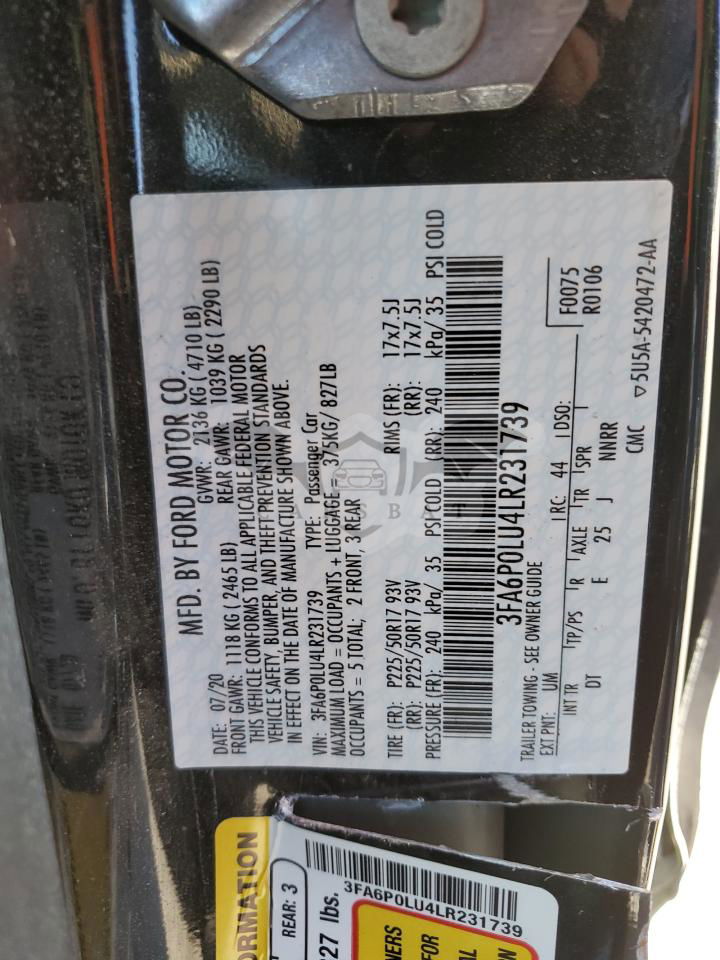 MFD. BY FORD MOTOR CO.
DATE: 07/20 GVWR: 2136 KG ( 4710 LB)
FRONT GAWR: 1118 KG ( 2465 LB) REAR GAWR: 1039 KG ( 2290 LB)
THIS VEHICLE CONFORMS TO ALL APPLICABLE FEDERAL MOTOR
VEHICLE SAFETY, BUMPER, AND THEFT PREVENTION STANDARDS
IN EFFECT ON THE DATE OF MANUFACTURE SHOWN ABOVE.
VIN: 3FA6P0LU4LR231739 TYPE: Passenger Car
MAXIMUM LOAD = OCCUPANTS + LUGGAGE = 375KG/ 827LB
OCCUPANTS = 5 TOTAL; 2 FRONT, 3 REAR
TIRE (FR): P225/50R17 93V RIMS (FR): 17x7.5J
(RR): P225/50R17 93V (RR): 17x7.5J
PRESSURE (FR): 240 kPa/ 35 PSI COLD (RR): 240 kPa/ 35 PSI COLD
3FA6P0LU4LR231739
TRAILER TOWING - SEE OWNER GUIDE
EXT PNT: UM RC: 44 DSO: F0075
R0106
INT TR TP/PS R AXLE TR SPR
DT E 25 J NNRR
CMC ▽5U5A-5420472-AA
ORMATION
REAR: 3
27 lbs.
3FA6P0LU4LR231739
NERS
FOR